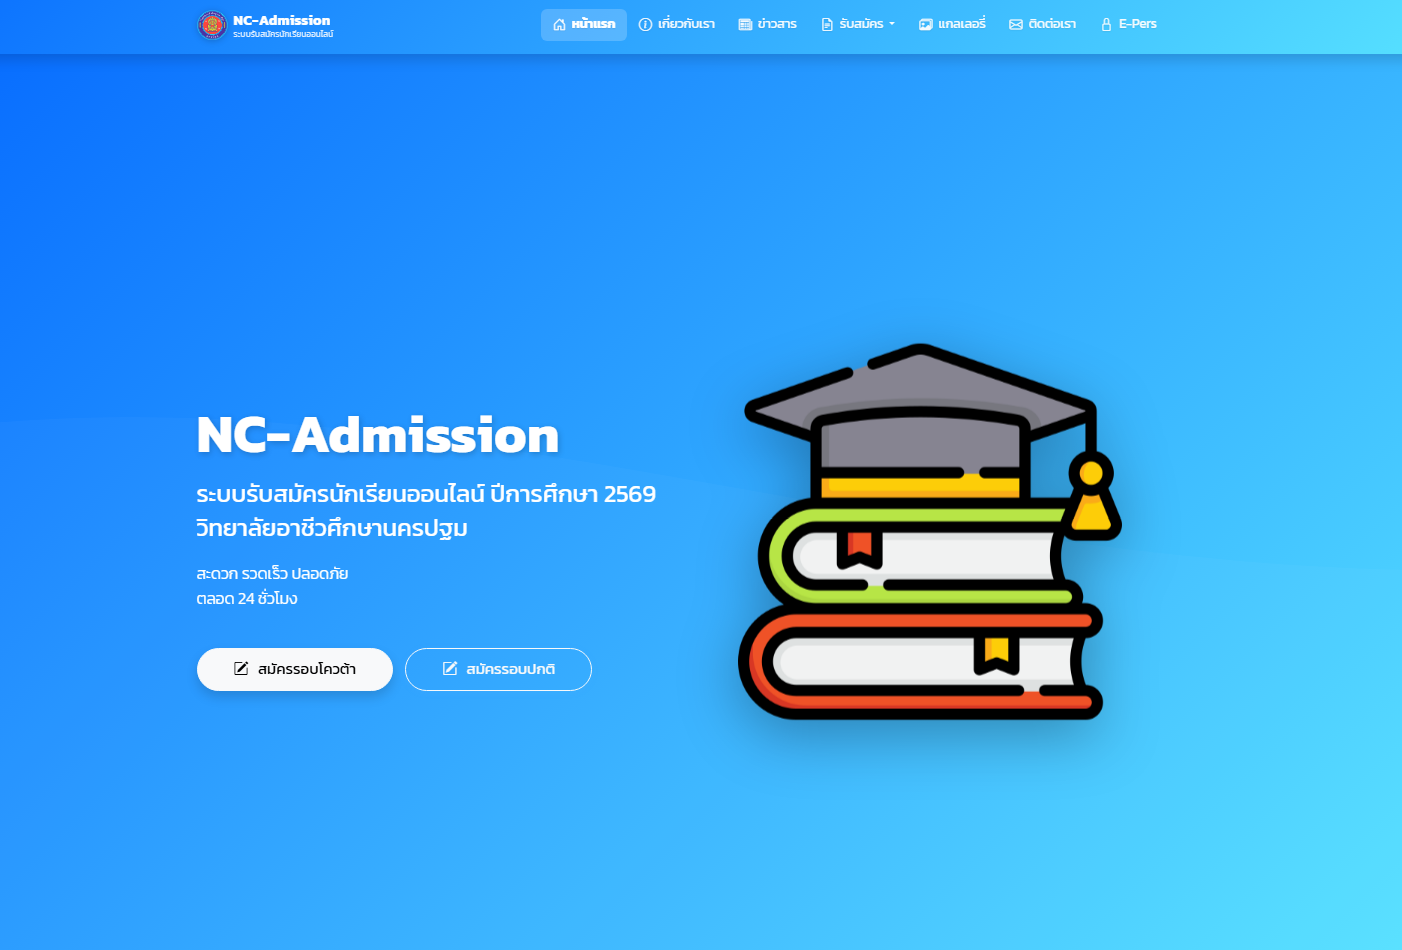 NC-Admission
ระบบรับสมัครนักเรียนออนไลน์
หน้าแรก
เกี่ยวกับเรา
ข่าวสาร
รับสมัคร
แกลเลอรี่
ติดต่อเรา
E-Pers
NC-Admission
ระบบรับสมัครนักเรียนออนไลน์ ปีการศึกษา 2569
วิทยาลัยอาชีวศึกษานครปฐม
สะดวก รวดเร็ว ปลอดภัย
ตลอด 24 ชั่วโมง
สมัครรอบโควต้า
สมัครรอบปกติ